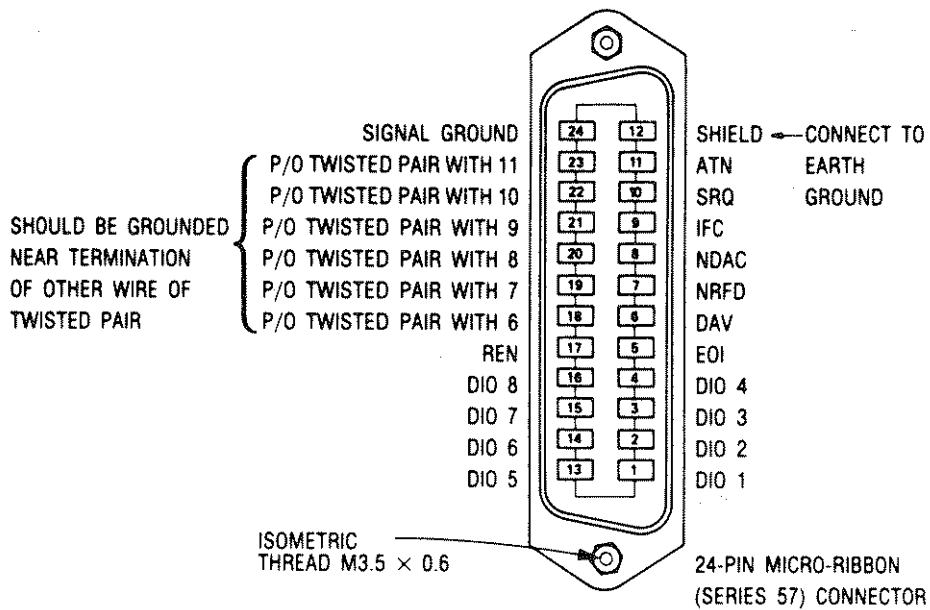 SIGNAL GROUND 24 12 SHIELD CONNECT TO
P/O TWISTED PAIR WITH 11 23 11 ATN EARTH
P/O TWISTED PAIR WITH 10 22 10 SRQ GROUND
SHOULD BE GROUNDED P/O TWISTED PAIR WITH 9 21 9 IFC
NEAR TERMINATION P/O TWISTED PAIR WITH 8 20 8 NDAC
OF OTHER WIRE OF P/O TWISTED PAIR WITH 7 19 7 NRFD
TWISTED PAIR P/O TWISTED PAIR WITH 6 18 6 DAV
REN 17 5 EOI
DIO 8 16 4 DIO 4
DIO 7 15 3 DIO 3
DIO 6 14 2 DIO 2
DIO 5 13 1 DIO 1
ISOMETRIC
THREAD M3.5 × 0.6
24-PIN MICRO-RIBBON
(SERIES 57) CONNECTOR